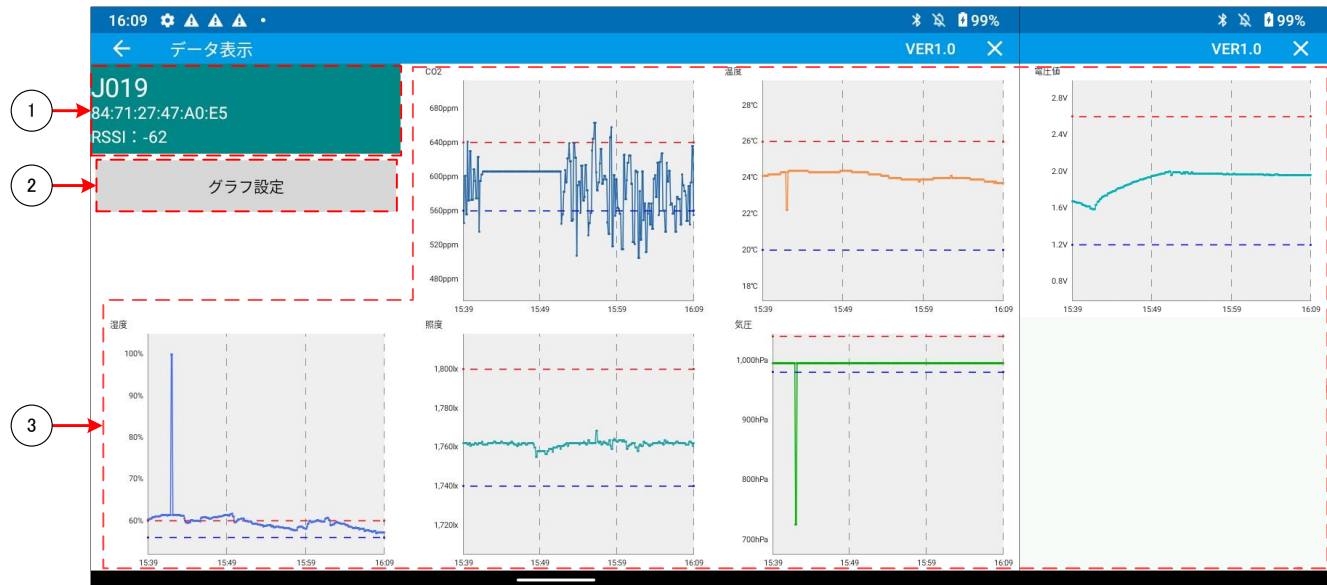 16:09 99% 99%
データ表示 VER1.0 VER1.0
1
J019
84:71:27:47:A0:E5
RSSI：-62
2
グラフ設定
3
CO2
680ppm
640ppm
600ppm
560ppm
520ppm
480ppm
15:39 15:49 15:59 16:09
温度
28℃
26℃
24℃
22℃
20℃
18℃
15:39 15:49 15:59 16:09
電圧値
2.8V
2.4V
2.0V
1.6V
1.2V
0.8V
15:39 15:49 15:59 16:09
湿度
100%
90%
80%
70%
60%
15:39 15:49 15:59 16:09
照度
1,800lx
1,780lx
1,760lx
1,740lx
1,720lx
15:39 15:49 15:59 16:09
気圧
1,000hPa
900hPa
800hPa
700hPa
15:39 15:49 15:59 16:09